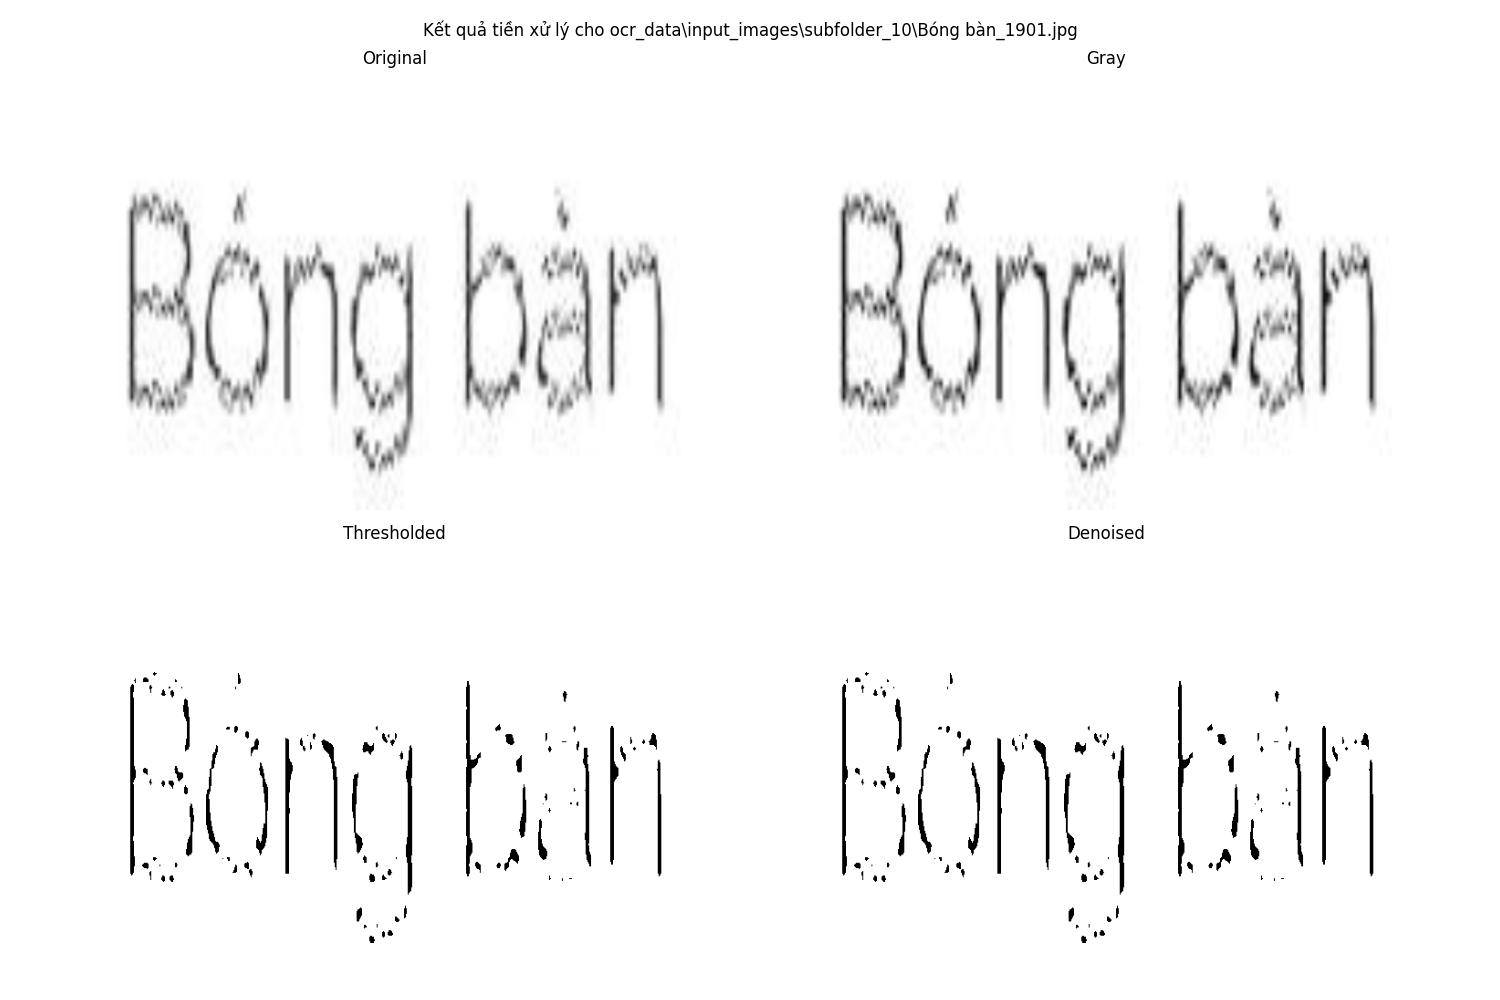 Kết quả tiền xử lý cho ocr_data\input_images\subfolder_10\Bóng bàn_1901.jpg
Original
Gray
Bóng bàn
Bóng bàn
Thresholded
Denoised
Bóng bàn
Bóng bàn